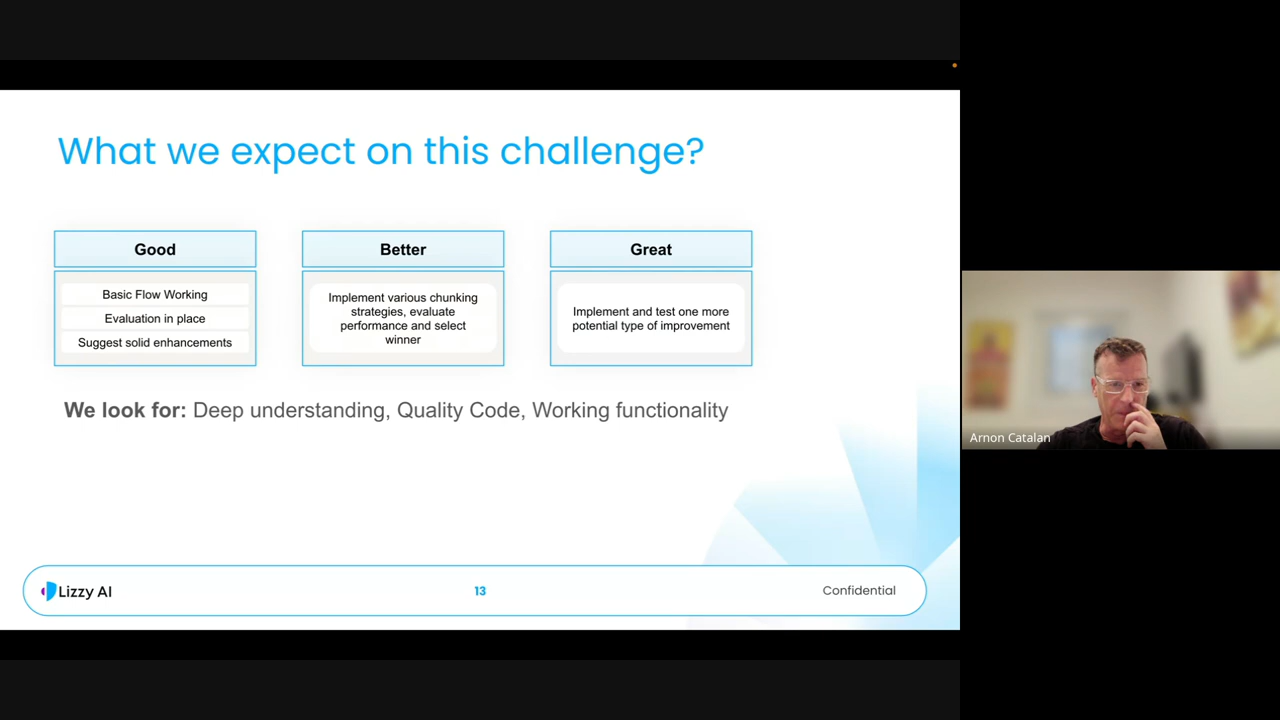 What we expect on this challenge?
Good
Basic Flow Working
Evaluation in place
Suggest solid enhancements
Better
Implement various chunking
strategies, evaluate
performance and select
winner
Great
Implement and test one more
potential type of improvement
We look for: Deep understanding, Quality Code, Working functionality
Lizzy AI
13
Confidential
Arnon Catalan